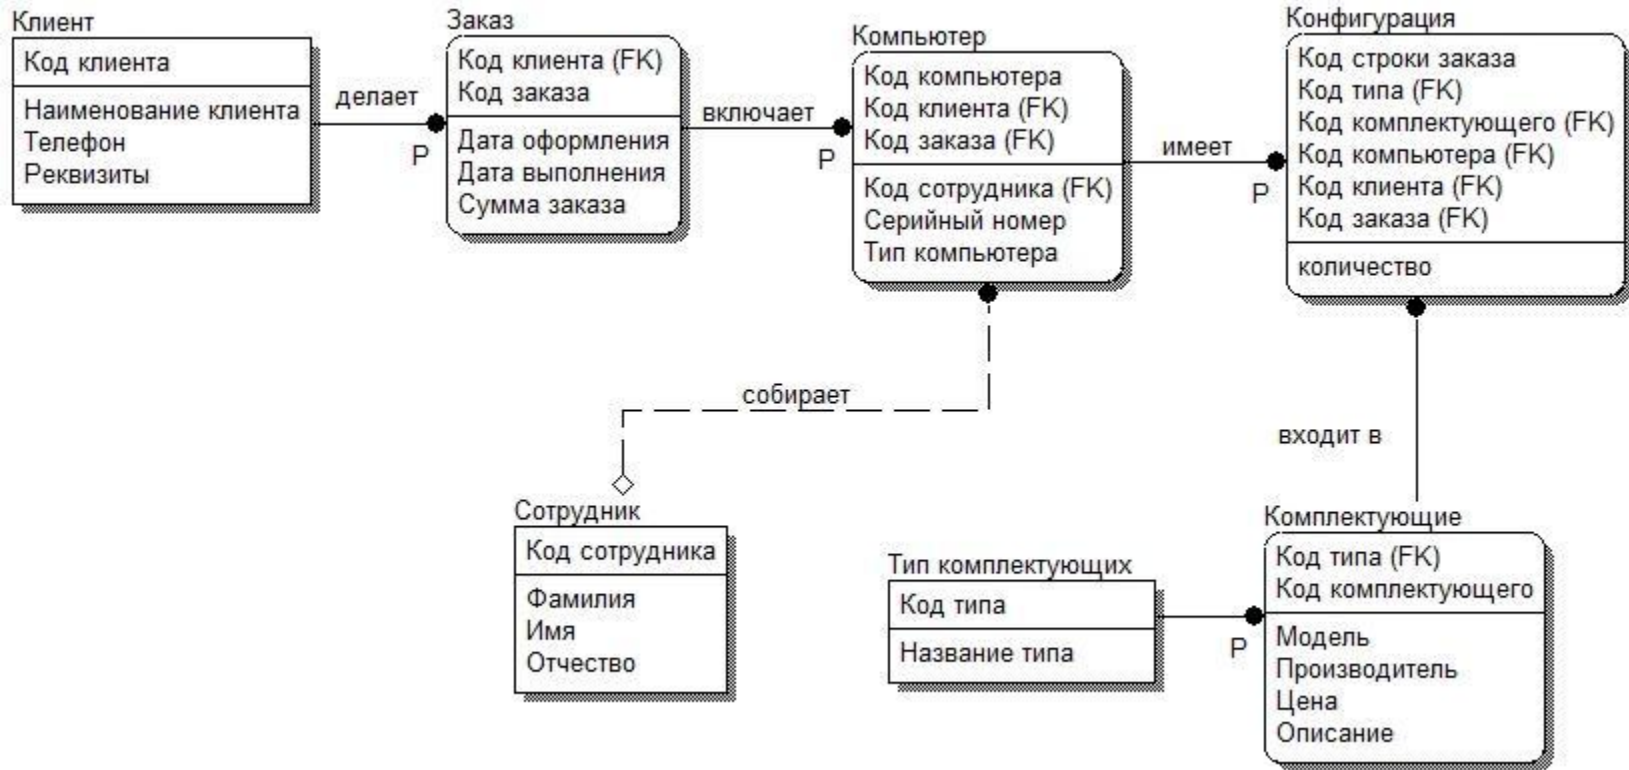 Клиент
Код клиента
Наименование клиента
Телефон
Реквизиты
делает
P
Заказ
Код клиента (FK)
Код заказа
Дата оформления
Дата выполнения
Сумма заказа
включает
P
Компьютер
Код компьютера
Код клиента (FK)
Код заказа (FK)
Код сотрудника (FK)
Серийный номер
Тип компьютера
имеет
P
Конфигурация
Код строки заказа
Код типа (FK)
Код комплектующего (FK)
Код компьютера (FK)
Код клиента (FK)
Код заказа (FK)
количество
собирает
входит в
Сотрудник
Код сотрудника
Фамилия
Имя
Отчество
Тип комплектующих
Код типа
Название типа
P
Комплектующие
Код типа (FK)
Код комплектующего
Модель
Производитель
Цена
Описание